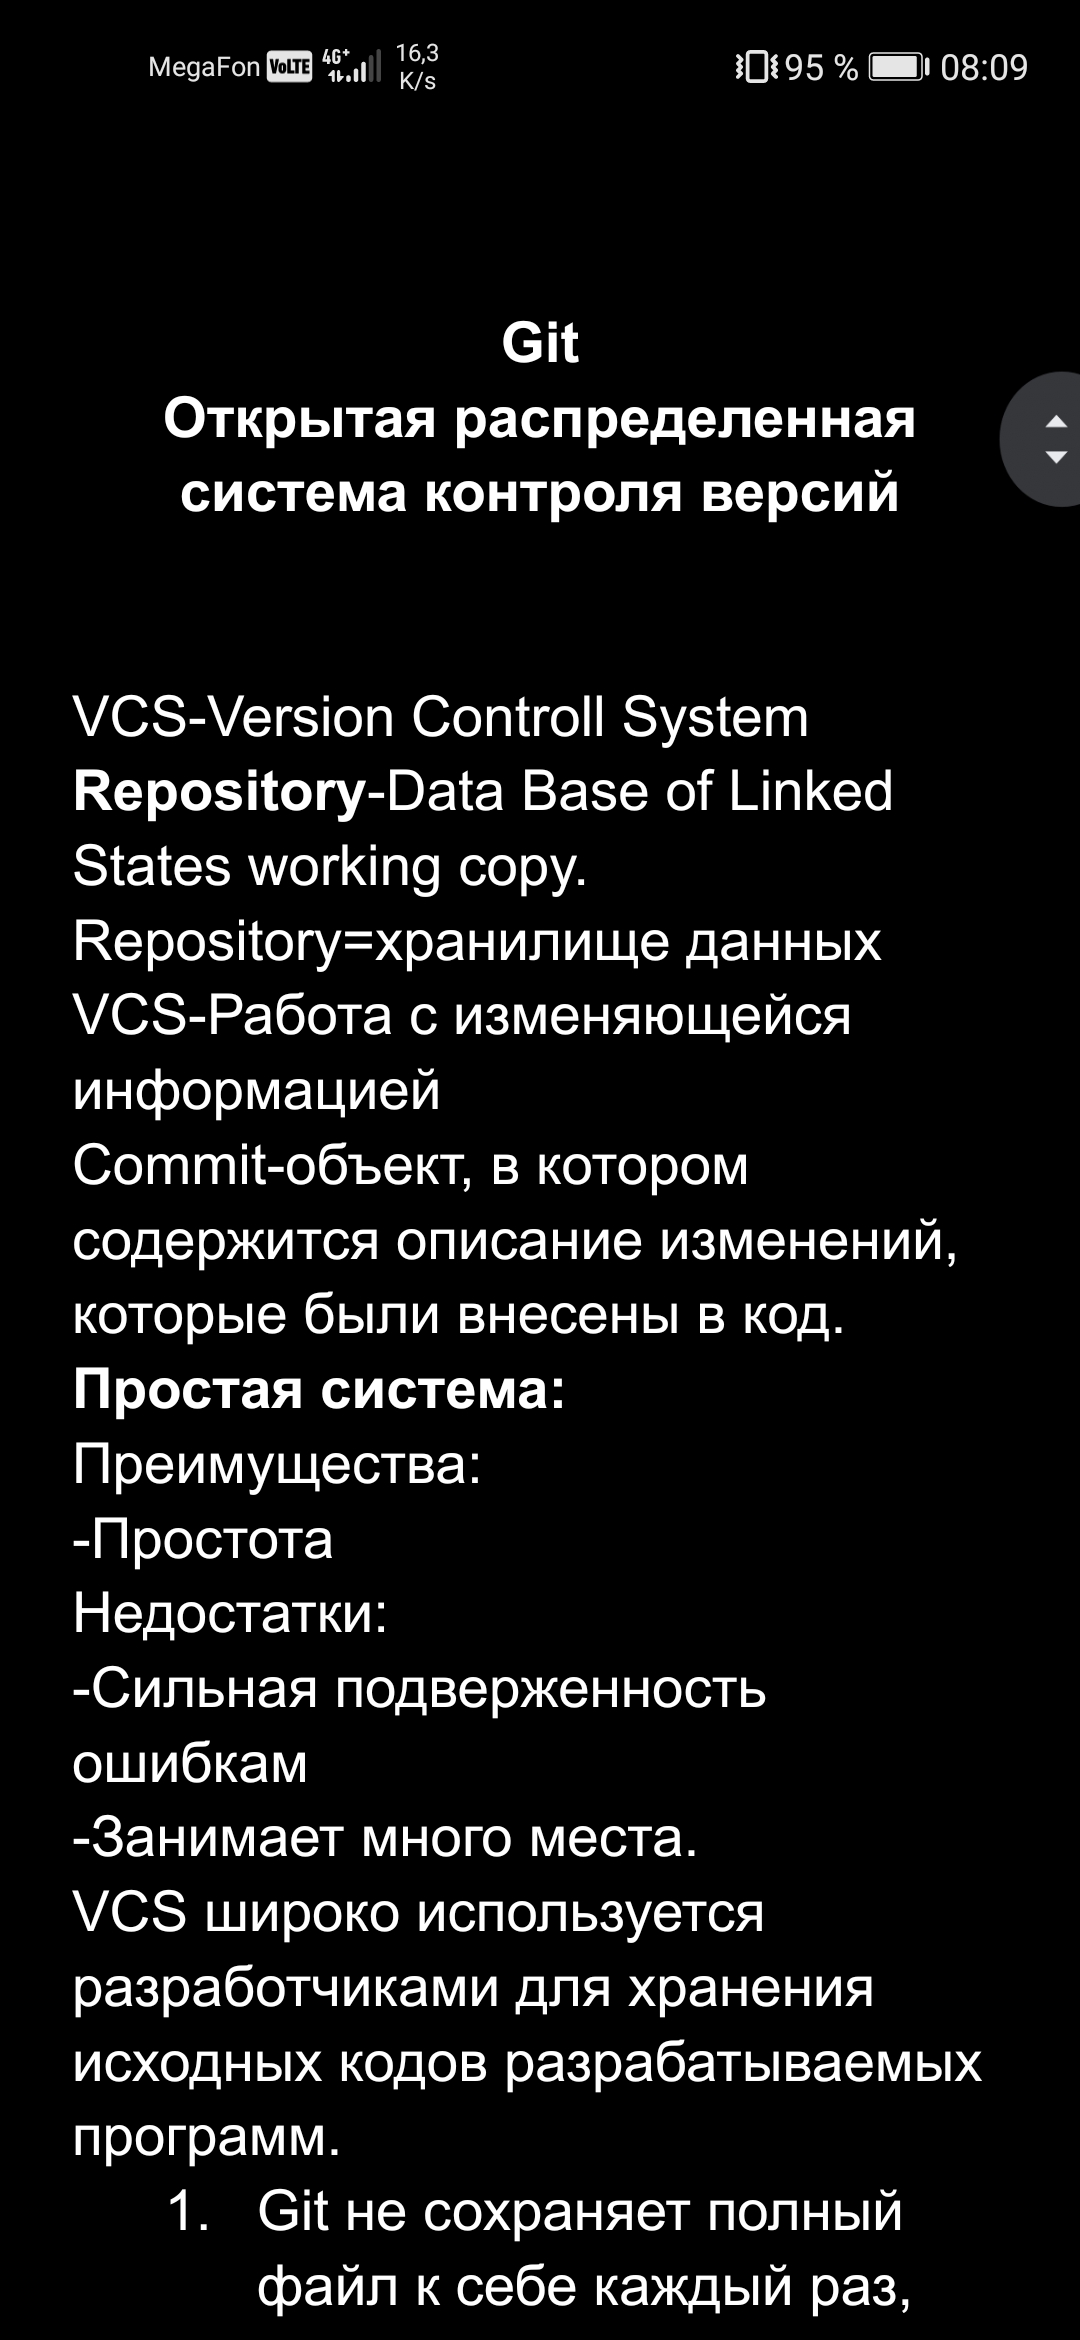 MegaFon VoLTE 4G+ 16,3 K/s 95 % 08:09
Git
Открытая распределенная
система контроля версий
VCS-Version Controll System
Repository-Data Base of Linked
States working copy.
Repository=хранилище данных
VCS-Работа с изменяющейся
информацией
Commit-объект, в котором
содержится описание изменений,
которые были внесены в код.
Простая система:
Преимущества:
-Простота
Недостатки:
-Сильная подверженность
ошибкам
-Занимает много места.
VCS широко используется
разработчиками для хранения
исходных кодов разрабатываемых
программ.
1. Git не сохраняет полный
файл к себе каждый раз,